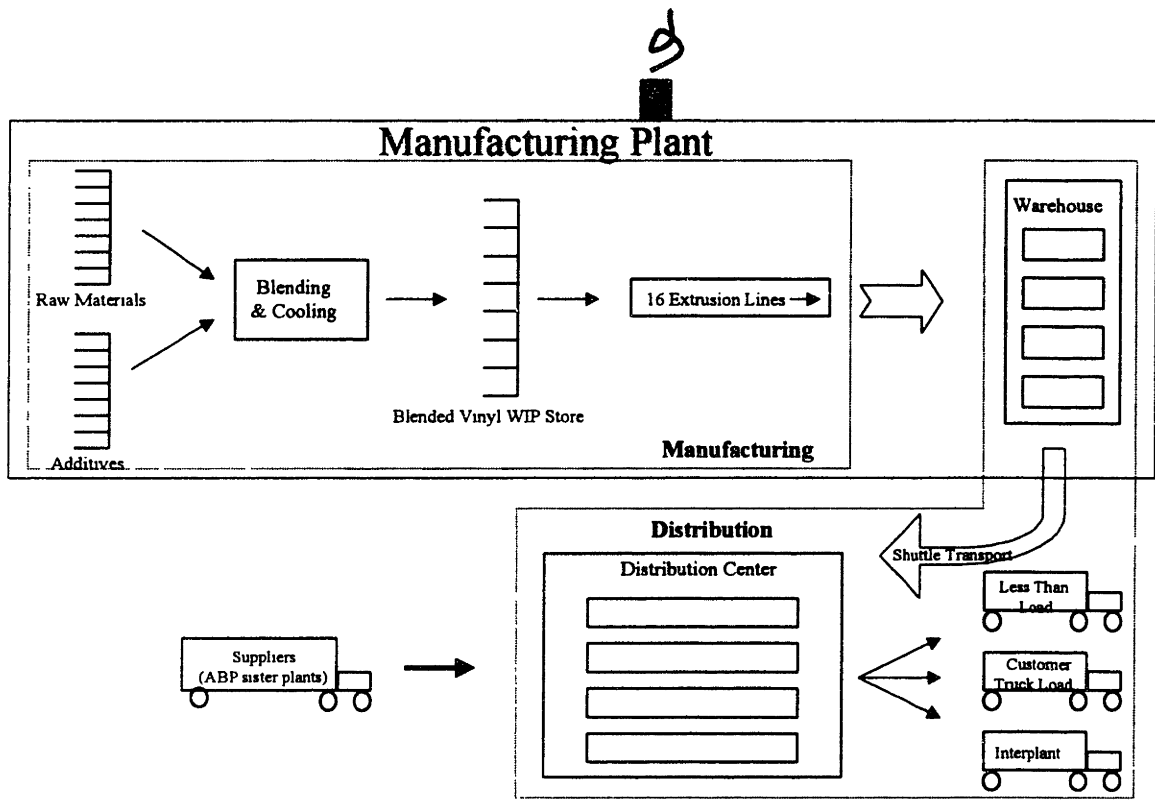 Manufacturing Plant
Raw Materials
Additives
Blending
& Cooling
Blended Vinyl WIP Store
16 Extrusion Lines
Manufacturing
Warehouse
Shuttle Transport
Distribution
Distribution Center
Suppliers
(ABP sister plants)
Less Than
Load
Customer
Truck Load
Interplant